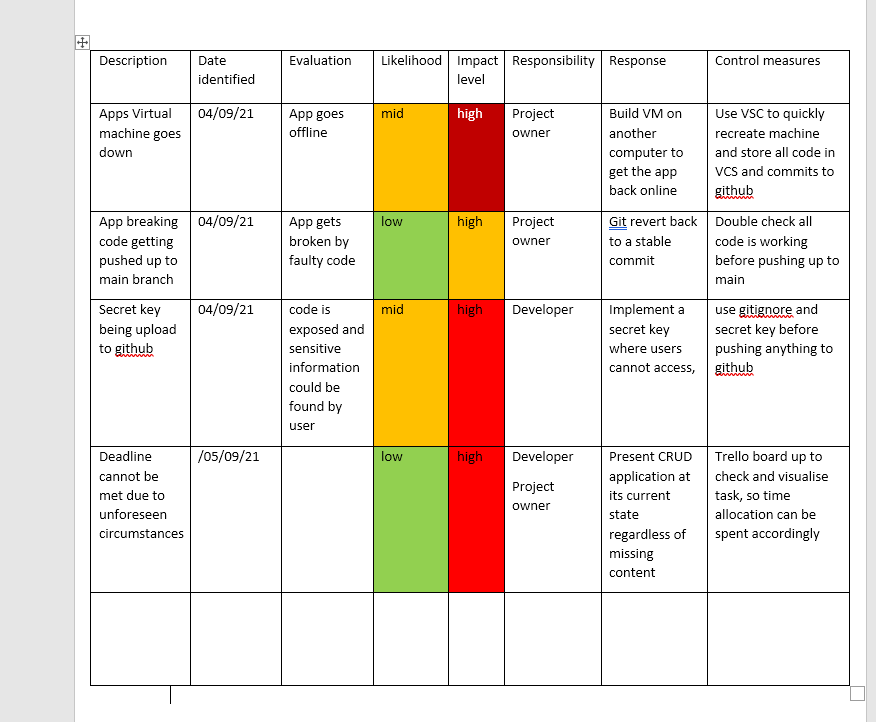 Description
Date
identified
Evaluation
Likelihood
Impact
level
Responsibility
Response
Control measures
Apps Virtual
machine goes
down
04/09/21
App goes
offline
mid
high
Project
owner
Build VM on
another
computer to
get the app
back online
Use VSC to quickly
recreate machine
and store all code in
VCS and commits to
github
App breaking
code getting
pushed up to
main branch
04/09/21
App gets
broken by
faulty code
low
high
Project
owner
Git revert back
to a stable
commit
Double check all
code is working
before pushing up to
main
Secret key
being upload
to github
04/09/21
code is
exposed and
sensitive
information
could be
found by
user
mid
high
Developer
Implement a
secret key
where users
cannot access,
use gitignore and
secret key before
pushing anything to
github
Deadline
cannot be
met due to
unforeseen
circumstances
/05/09/21
low
high
Developer
Project
owner
Present CRUD
application at
its current
state
regardless of
missing
content
Trello board up to
check and visualise
task, so time
allocation can be
spent accordingly